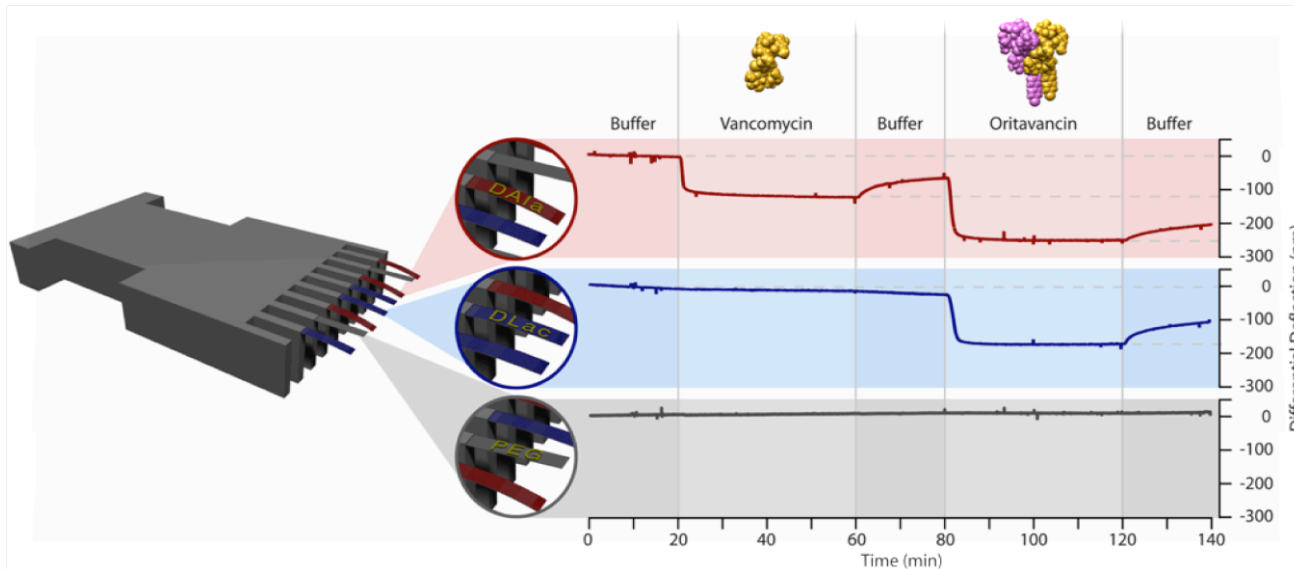 Buffer Vancomycin Buffer Oritavancin Buffer
DAla
0
-100
-200
-300
DLac
0
-100
-200
-300
PEG
0
-100
-200
-300
Differential Deflection (nm)
0 20 40 60 80 100 120 140
Time (min)